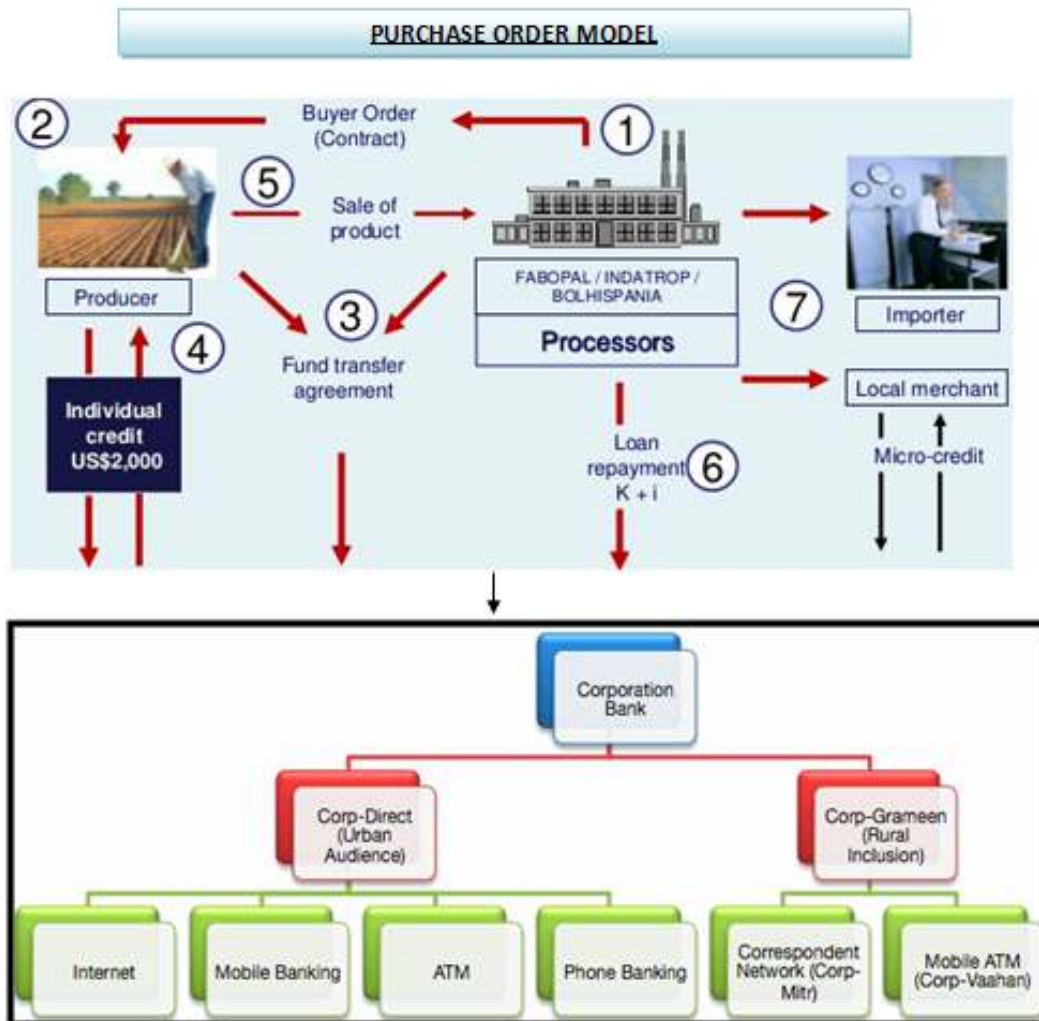 PURCHASE ORDER MODEL
2
Buyer Order
(Contract)
1
5
Sale of
product
Producer
3
Fund transfer
agreement
4
Individual
credit
US$2,000
FABOPAL / INDATROP /
BOLHISPANIA
Processors
7
Importer
Local merchant
Loan
repayment
K + i
6
Micro-credit
Corporation
Bank
Corp-Direct
(Urban
Audience)
Corp-Grameen
(Rural
Inclusion)
Internet
Mobile Banking
ATM
Phone Banking
Correspondent
Network (Corp-
Mitr)
Mobile ATM
(Corp-Vaahan)